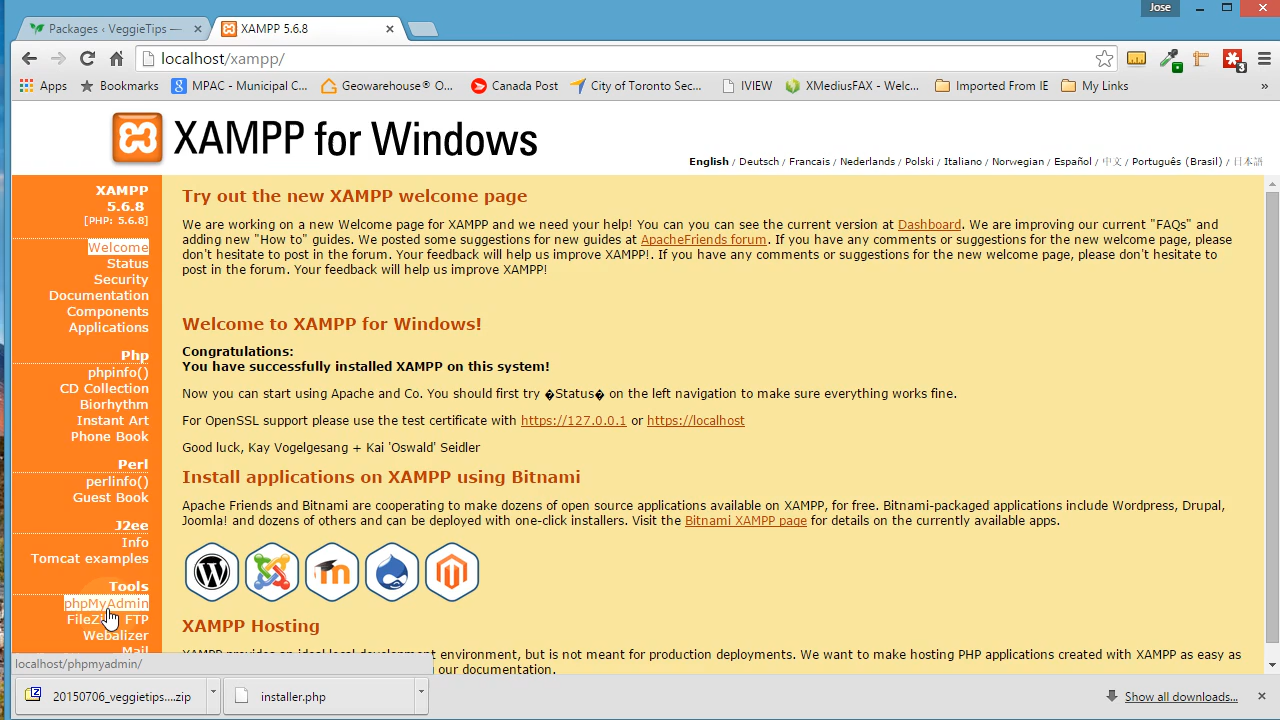 Jose
Packages ‹ VeggieTips —
XAMPP 5.6.8
localhost/xampp/
Apps
Bookmarks
MPAC - Municipal C...
Geowarehouse® O...
Canada Post
City of Toronto Sec...
IVIEW
XMediusFAX - Welc...
Imported From IE
My Links
»
XAMPP for Windows
English / Deutsch / Francais / Nederlands / Polski / Italiano / Norwegian / Español / 中文 / Português (Brasil) / 日本語
XAMPP
5.6.8
[PHP: 5.6.8]
Welcome
Status
Security
Documentation
Components
Applications
Php
phpinfo()
CD Collection
Biorhythm
Instant Art
Phone Book
Perl
perlinfo()
Guest Book
J2ee
Info
Tomcat examples
Tools
phpMyAdmin
FileZi FTP
Webalizer
Mail
Try out the new XAMPP welcome page
We are working on a new Welcome page for XAMPP and we need your help! You can you can see the current version at Dashboard. We are improving our current "FAQs" and
adding new "How to" guides. We posted some suggestions for new guides at ApacheFriends forum. If you have any comments or suggestions for the new welcome page, please
don't hesitate to post in the forum. Your feedback will help us improve XAMPP!. If you have any comments or suggestions for the new welcome page, please don't hesitate to
post in the forum. Your feedback will help us improve XAMPP!
Welcome to XAMPP for Windows!
Congratulations:
You have successfully installed XAMPP on this system!
Now you can start using Apache and Co. You should first try �Status� on the left navigation to make sure everything works fine.
For OpenSSL support please use the test certificate with https://127.0.0.1 or https://localhost
Good luck, Kay Vogelgesang + Kai 'Oswald' Seidler
Install applications on XAMPP using Bitnami
Apache Friends and Bitnami are cooperating to make dozens of open source applications available on XAMPP, for free. Bitnami-packaged applications include Wordpress, Drupal,
Joomla! and dozens of others and can be deployed with one-click installers. Visit the Bitnami XAMPP page for details on the currently available apps.
XAMPP Hosting
XAMPP provides an ideal local development environment, but is not meant for production deployments. We want to make hosting PHP applications created with XAMPP as easy as
our documentation.
localhost/phpmyadmin/
20150706_veggietips....zip
installer.php
Show all downloads...
3